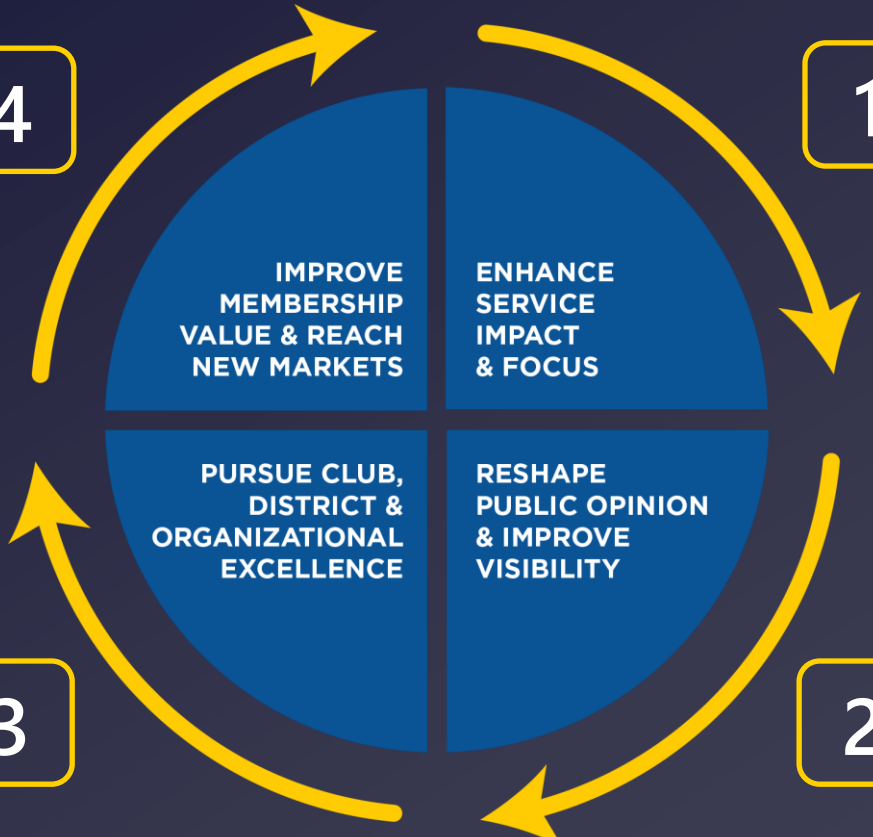 4
1
IMPROVE
MEMBERSHIP
VALUE & REACH
NEW MARKETS
ENHANCE
SERVICE
IMPACT
& FOCUS
PURSUE CLUB,
DISTRICT &
ORGANIZATIONAL
EXCELLENCE
RESHAPE
PUBLIC OPINION
& IMPROVE
VISIBILITY
3
2